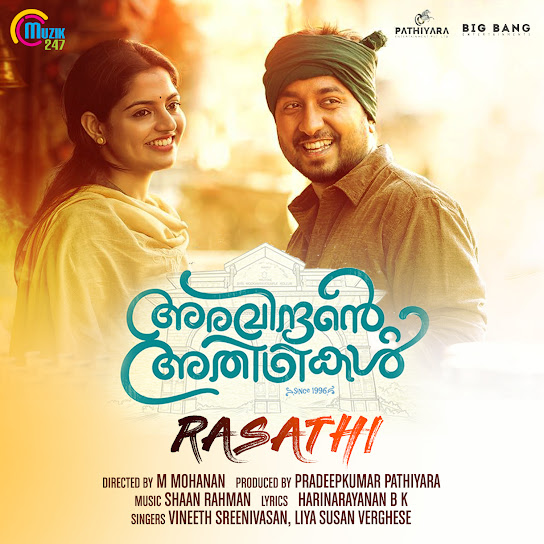 Muzik
247
PATHIYARA
BIG BANG
ENTERTAINMENTS
അരവിന്ദന്റെ
അതിഥികൾ
SINCE 1996
RASATHI
DIRECTED BY M MOHANAN PRODUCED BY PRADEEPKUMAR PATHIYARA
MUSIC SHAAN RAHMAN LYRICS HARINARAYANAN B K
SINGERS VINEETH SREENIVASAN, LIYA SUSAN VERGHESE